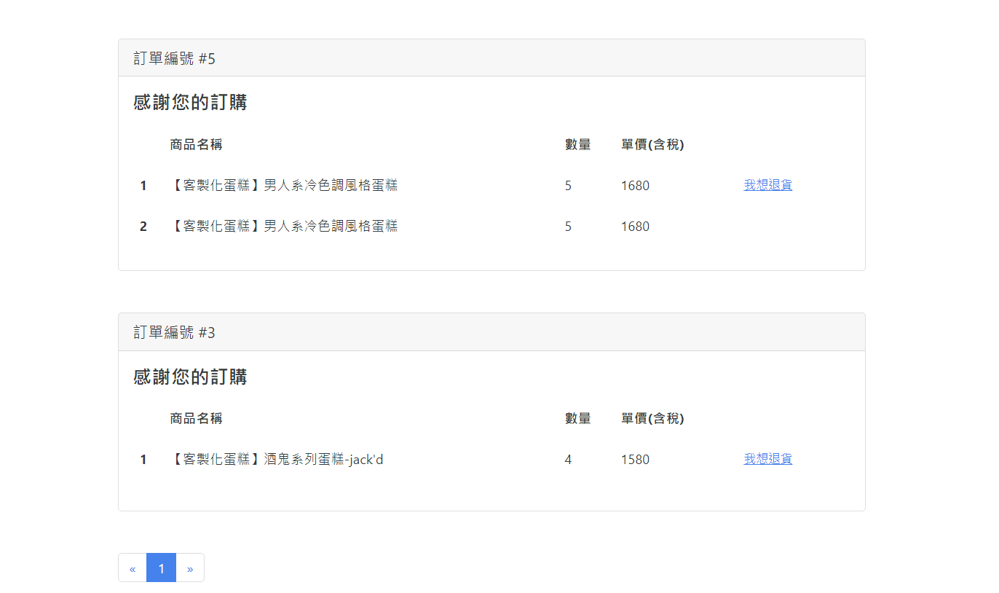 訂單編號 #5
感謝您的訂購
商品名稱 數量 單價(含稅)
1 【客製化蛋糕】男人系冷色調風格蛋糕 5 1680 我想退貨
2 【客製化蛋糕】男人系冷色調風格蛋糕 5 1680
訂單編號 #3
感謝您的訂購
商品名稱 數量 單價(含稅)
1 【客製化蛋糕】酒鬼系列蛋糕-jack'd 4 1580 我想退貨
« 1 »